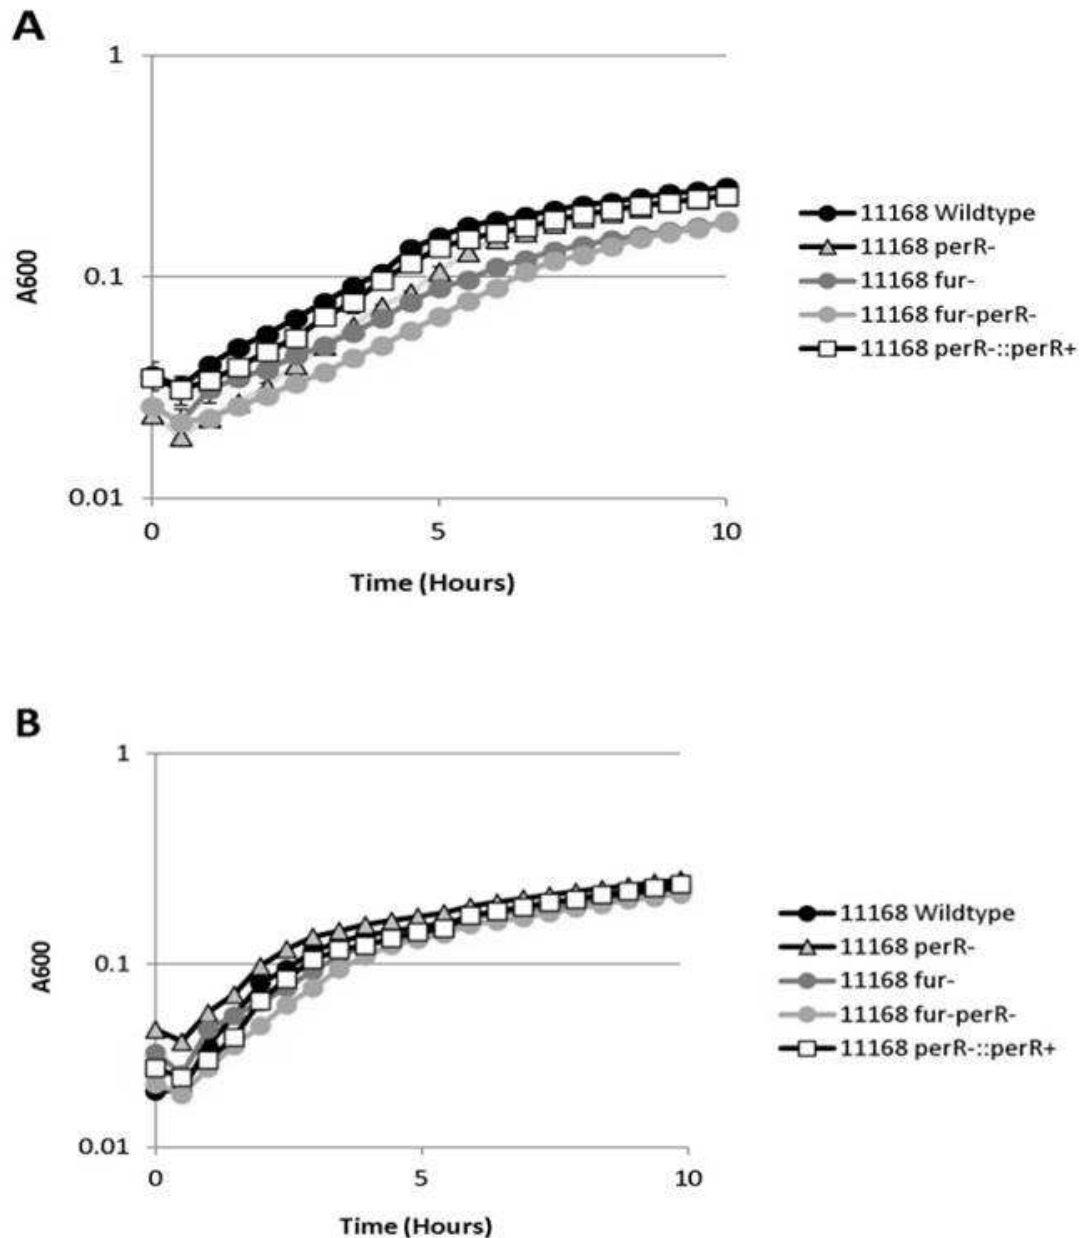 A
1
0.1
0.01
A600
0
5
10
Time (Hours)
11168 Wildtype
11168 perR-
11168 fur-
11168 fur-perR-
11168 perR-::perR+
B
1
0.1
0.01
A600
0
5
10
Time (Hours)
11168 Wildtype
11168 perR-
11168 fur-
11168 fur-perR-
11168 perR-::perR+